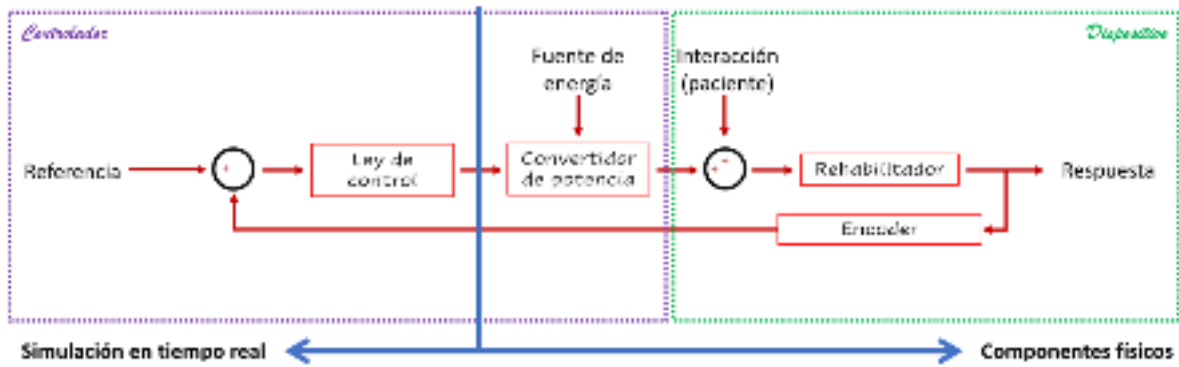 Controlador
Dispositivo
Fuente de
energía
Interacción
(paciente)
Referencia
Ley de
control
Convertidor
de potencia
Rehabilitador
Respuesta
Encoder
Simulación en tiempo real
Componentes físicos